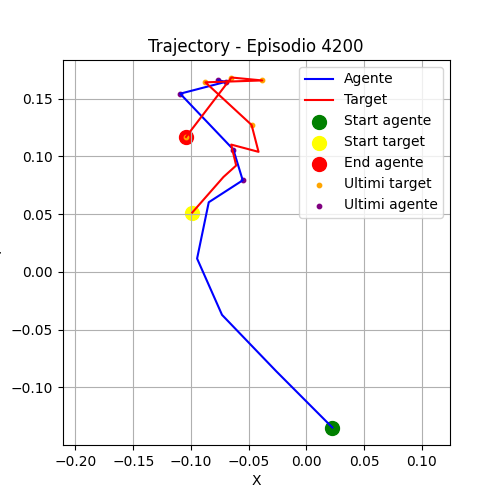 Trajectory - Episodio 4200
Agente
Target
Start agente
Start target
End agente
Ultimi target
Ultimi agente
0.15
0.10
0.05
0.00
−0.05
−0.10
−0.20 −0.15 −0.10 −0.05 0.00 0.05 0.10
X